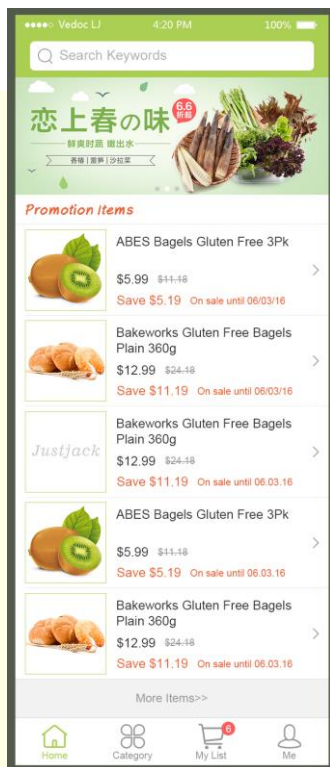 Vedoc LJ 4:20 PM 100%
Search Keywords
恋上春の味
6.6
折起
鲜爽时蔬 嫩出水
香椿 | 雷笋 | 沙拉菜
Promotion Items
ABES Bagels Gluten Free 3Pk
$5.99 $11.18
Save $5.19 On sale until 06/03/16
Bakeworks Gluten Free Bagels
Plain 360g
$12.99 $24.18
Save $11.19 On sale until 06/03/16
Justjack
Bakeworks Gluten Free Bagels
Plain 360g
$12.99 $24.18
Save $11.19 On sale until 06.03.16
ABES Bagels Gluten Free 3Pk
$5.99 $11.18
Save $5.19 On sale until 06.03.16
Bakeworks Gluten Free Bagels
Plain 360g
$12.99 $24.18
Save $11.19 On sale until 06.03.16
More Items>>
6
Home Category My List Me